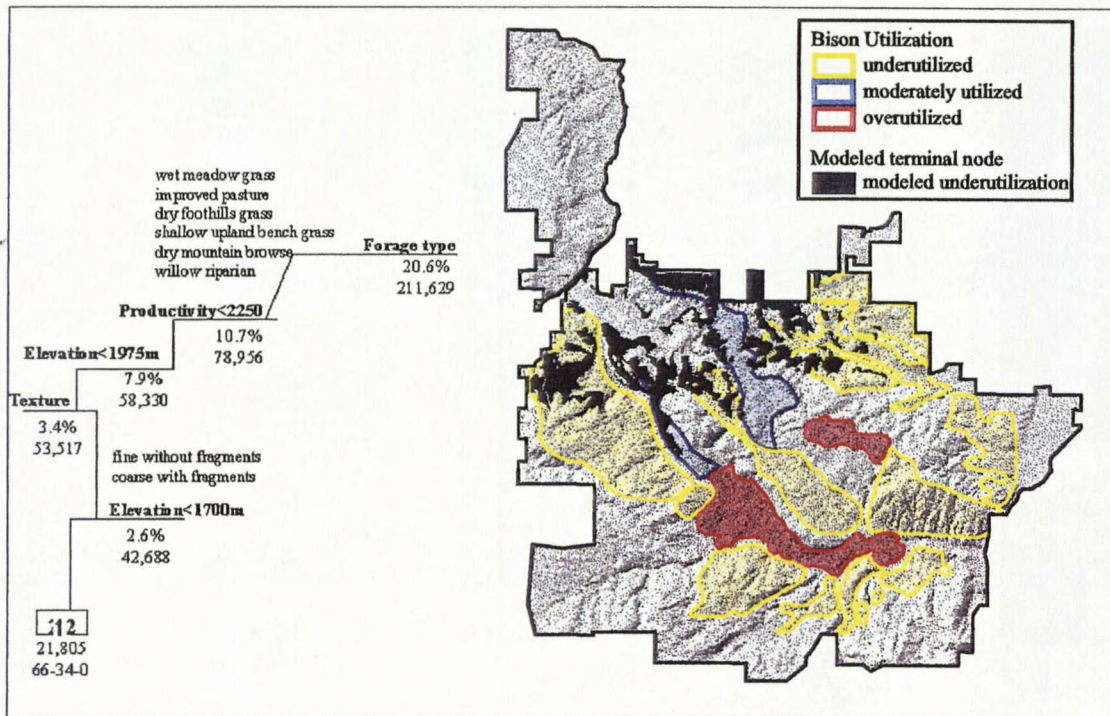 wet meadow grass
improved pasture
dry foothills grass
shallow upland bench grass
dry mountain browse
willow riparian
Forage type
20.6%
211,629
Productivity<2250
10.7%
78,956
Elevation<1975m
7.9%
58,330
Texture
3.4%
53,517
fine without fragments
coarse with fragments
Elevation<1700m
2.6%
42,688
12
21,805
66-34-0
Bison Utilization
underutilized
moderately utilized
overutilized
Modeled terminal node
modeled underutilization